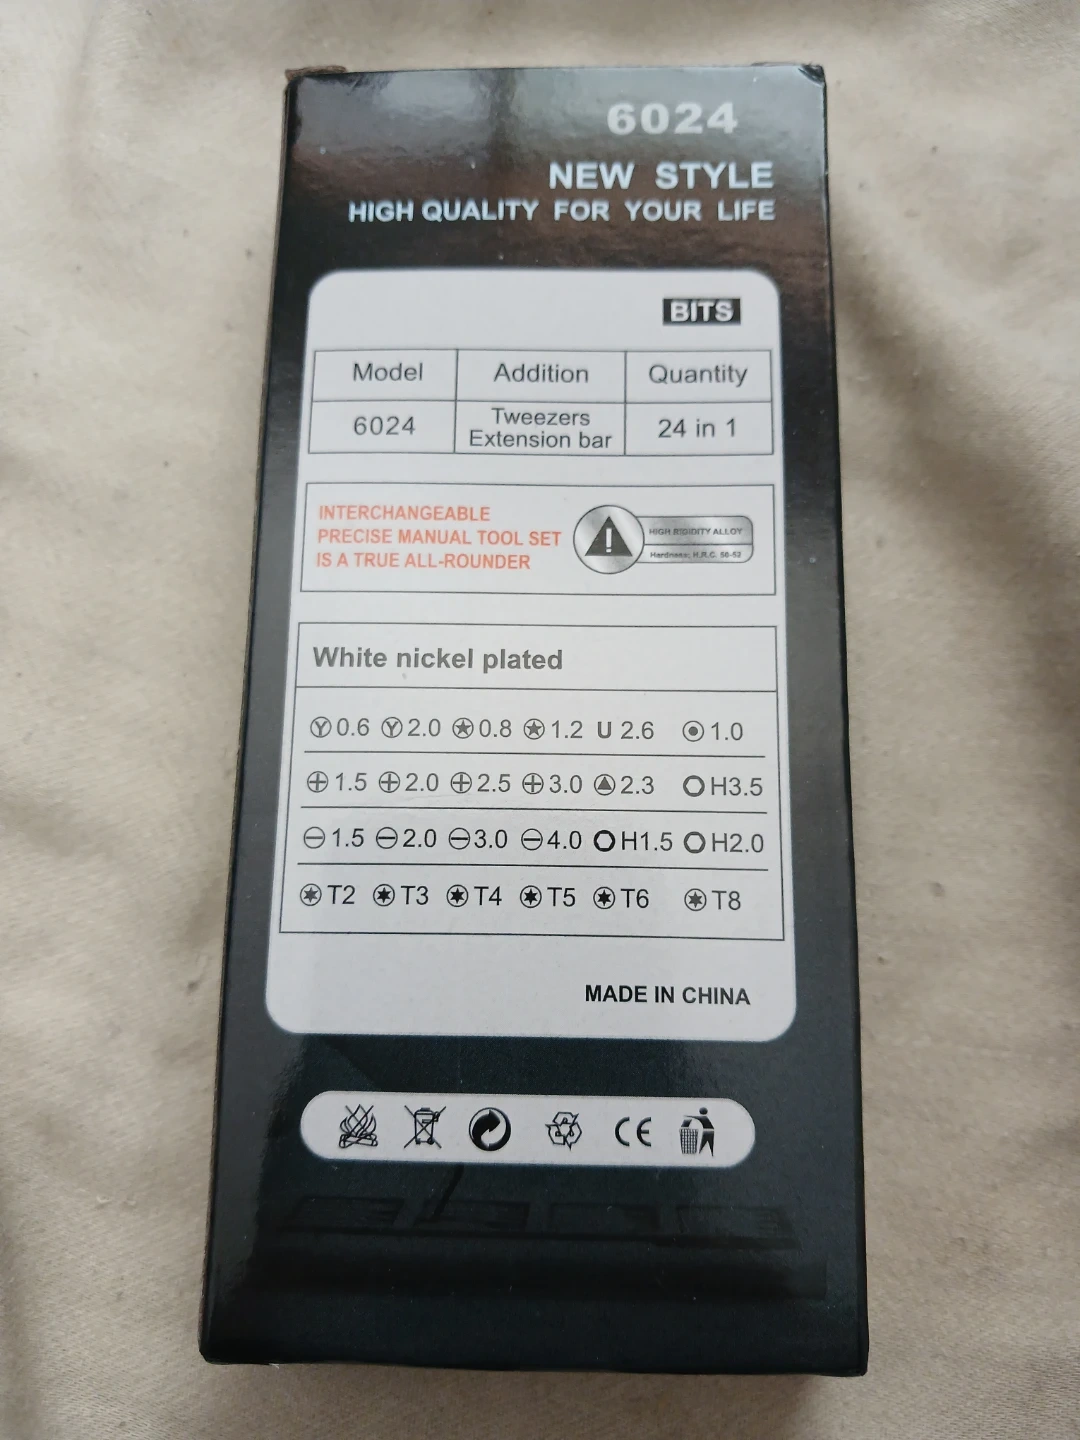 6024
NEW STYLE
HIGH QUALITY FOR YOUR LIFE
BITS
Model Addition Quantity
6024 Tweezers Extension bar 24 in 1
INTERCHANGEABLE
PRECISE MANUAL TOOL SET
IS A TRUE ALL-ROUNDER
HIGH RIDIDITY ALLOY
Hardness: H.R.C. 50-52
White nickel plated
Y 0.6 Y 2.0 ★ 0.8 ★ 1.2 U 2.6 1.0
1.5 2.0 2.5 3.0 2.3 H3.5
1.5 2.0 3.0 4.0 H1.5 H2.0
T2 T3 T4 T5 T6 T8
MADE IN CHINA
CE